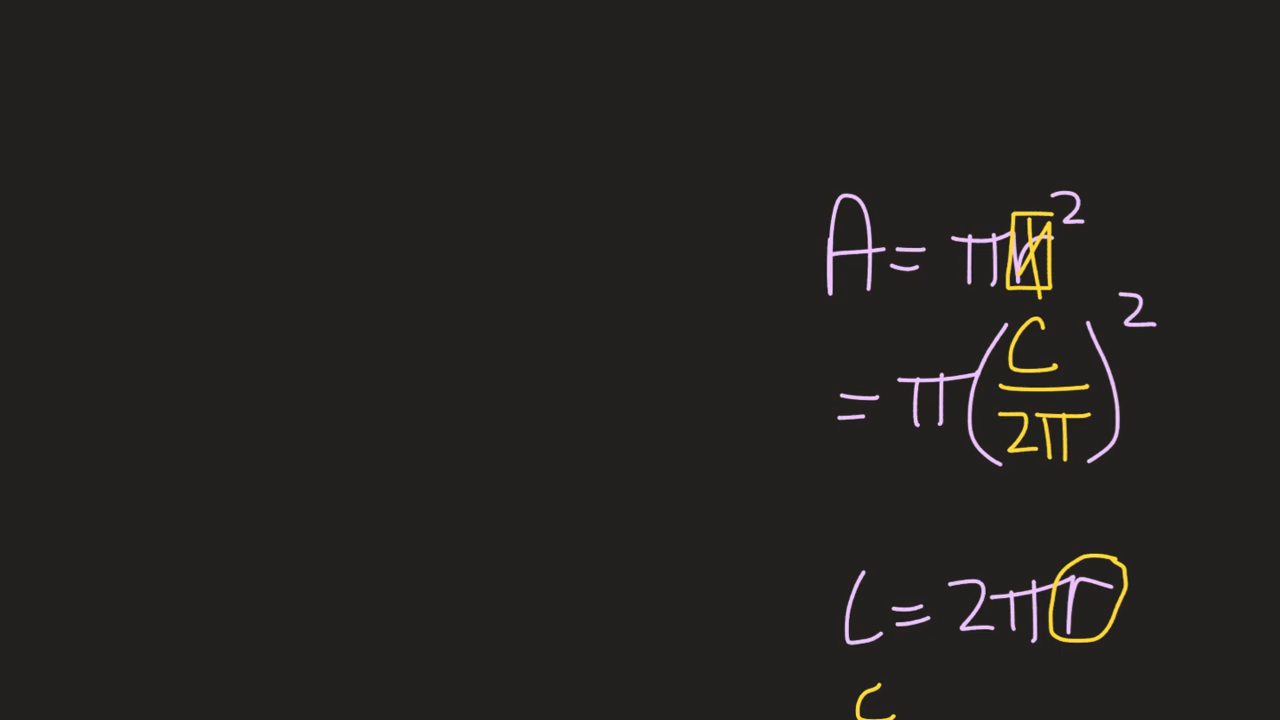 A = πr²
= π(C/2π)²
C = 2πr
C